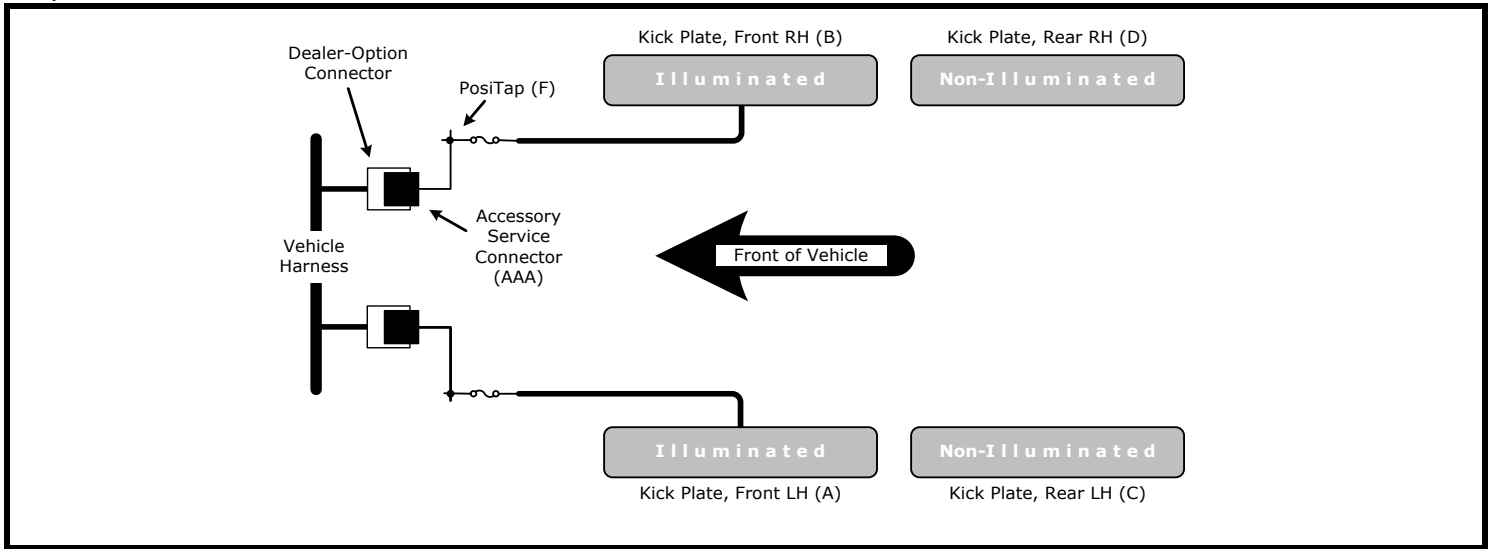 Kick Plate, Front RH (B)
Kick Plate, Rear RH (D)
Dealer-Option
Connector
Illuminated
Non-Illuminated
PosiTap (F)
Accessory
Service
Connector
(AAA)
Vehicle
Harness
Front of Vehicle
Illuminated
Non-Illuminated
Kick Plate, Front LH (A)
Kick Plate, Rear LH (C)